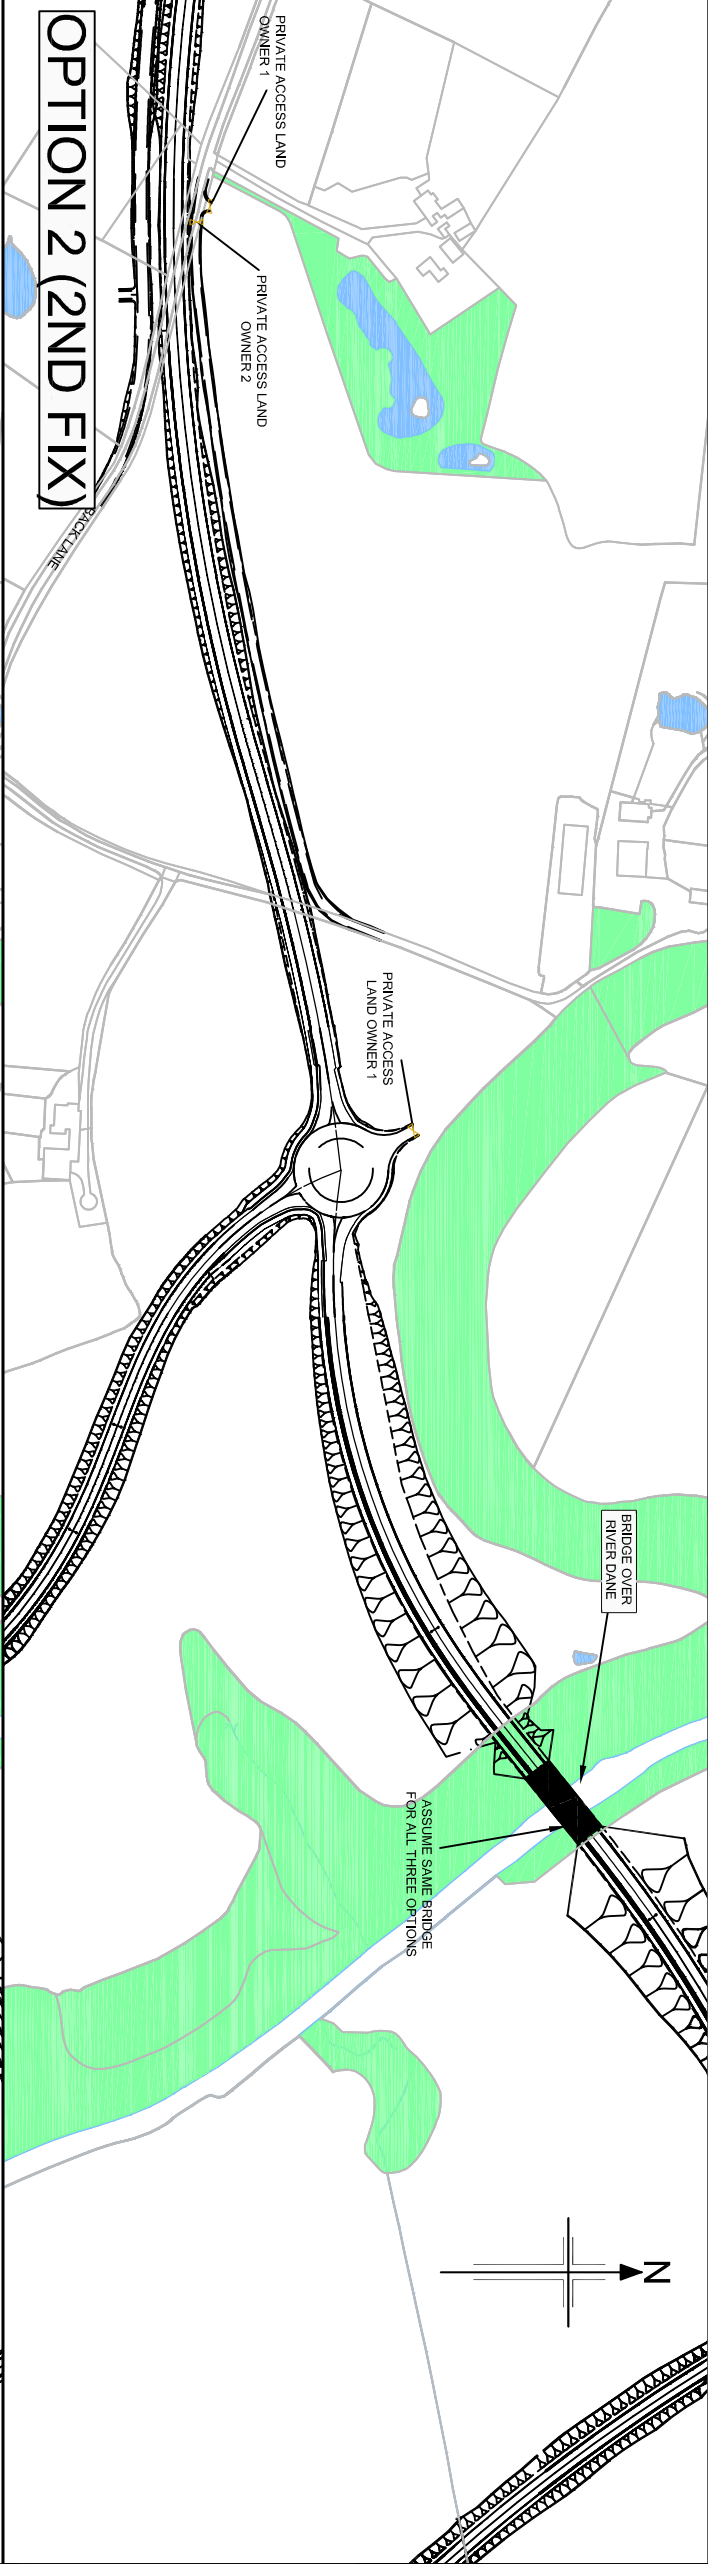 PRIVATE ACCESS LAND
OWNER 1
PRIVATE ACCESS LAND
OWNER 2
OPTION 2 (2ND FIX)
BACK LANE
PRIVATE ACCESS
LAND OWNER 1
BRIDGE OVER
RIVER DANE
ASSUME SAME BRIDGE
FOR ALL THREE OPTIONS
N